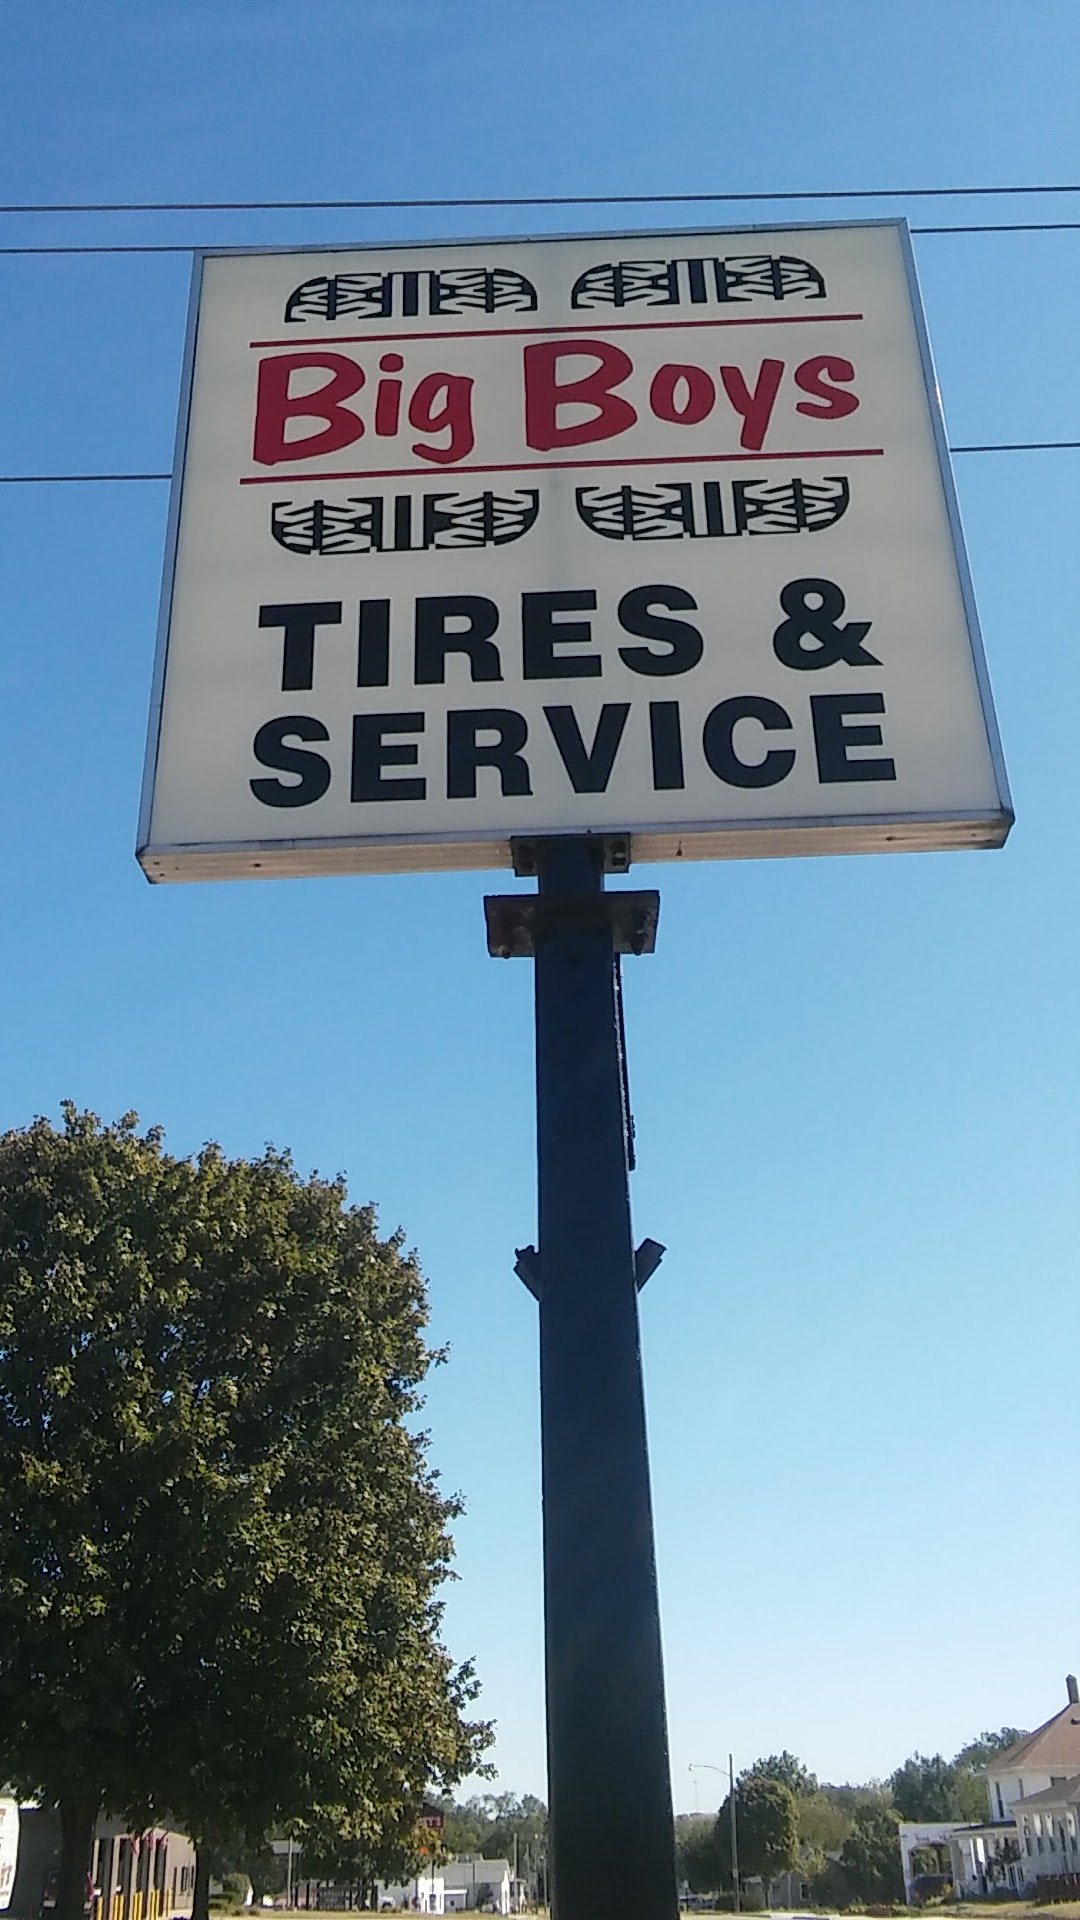 Big Boys
TIRES &
SERVICE